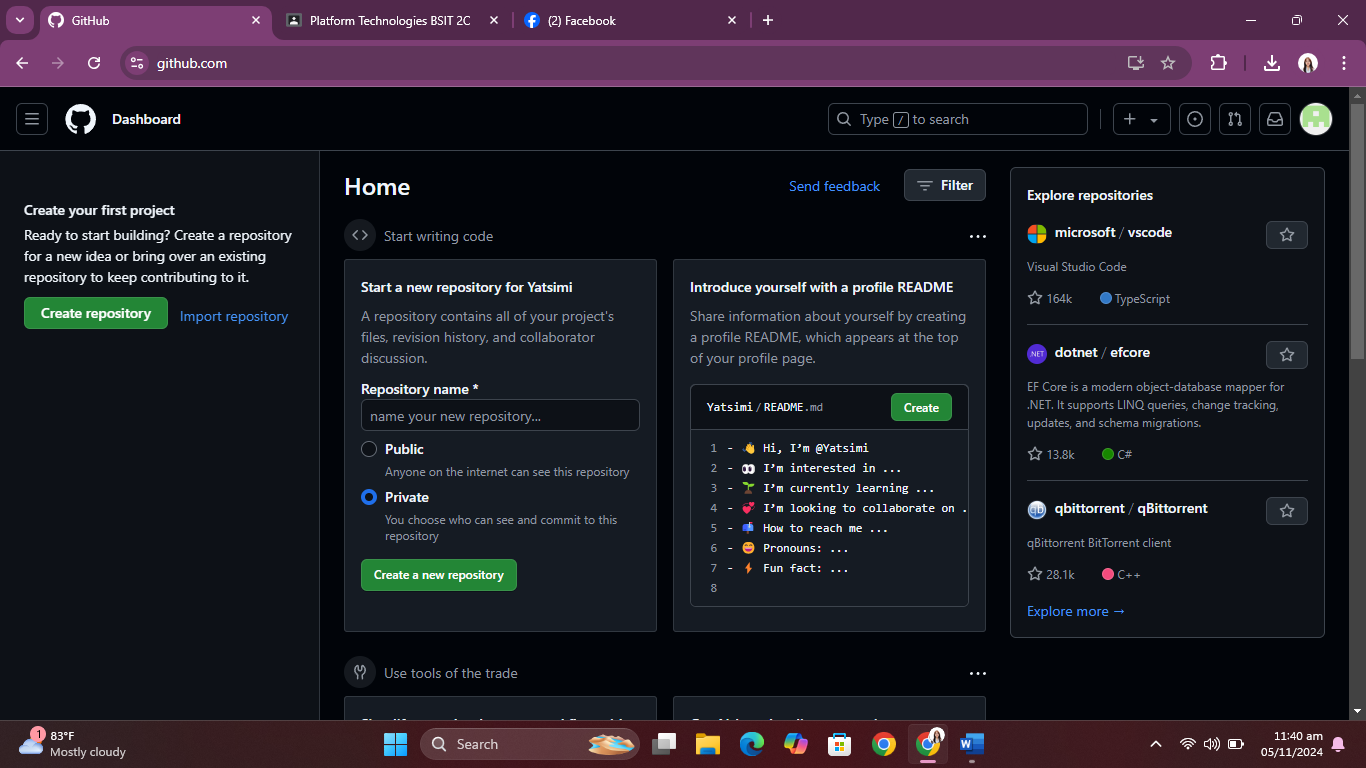 GitHub
Platform Technologies BSIT 2C
(2) Facebook
github.com
Dashboard
Type / to search
Create your first project
Ready to start building? Create a repository
for a new idea or bring over an existing
repository to keep contributing to it.
Create repository
Import repository
Home
Send feedback
Filter
Start writing code
Start a new repository for Yatsimi
A repository contains all of your project's
files, revision history, and collaborator
discussion.
Repository name *
name your new repository...
Public
Anyone on the internet can see this repository
Private
You choose who can see and commit to this
repository
Create a new repository
Introduce yourself with a profile README
Share information about yourself by creating
a profile README, which appears at the top
of your profile page.
Yatsimi / README.md
Create
1 - 👋 Hi, I’m @Yatsimi
2 - 👀 I’m interested in ...
3 - 🌱 I’m currently learning ...
4 - 💞️ I’m looking to collaborate on .
5 - 📫 How to reach me ...
6 - 😄 Pronouns: ...
7 - ⚡ Fun fact: ...
8
Use tools of the trade
Explore repositories
microsoft / vscode
Visual Studio Code
164k
TypeScript
.NET
dotnet / efcore
EF Core is a modern object-database mapper for
.NET. It supports LINQ queries, change tracking,
updates, and schema migrations.
13.8k
C#
qb
qbittorrent / qBittorrent
qBittorrent BitTorrent client
28.1k
C++
Explore more →
1
83°F
Mostly cloudy
Search
11:40 am
05/11/2024